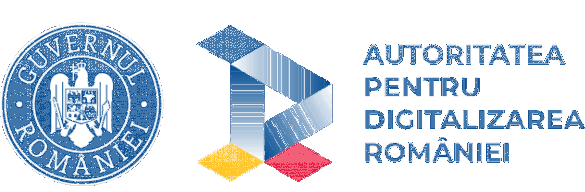 GUVERNUL
ROMÂNIEI
AUTORITATEA
PENTRU
DIGITALIZAREA
ROMÂNIEI